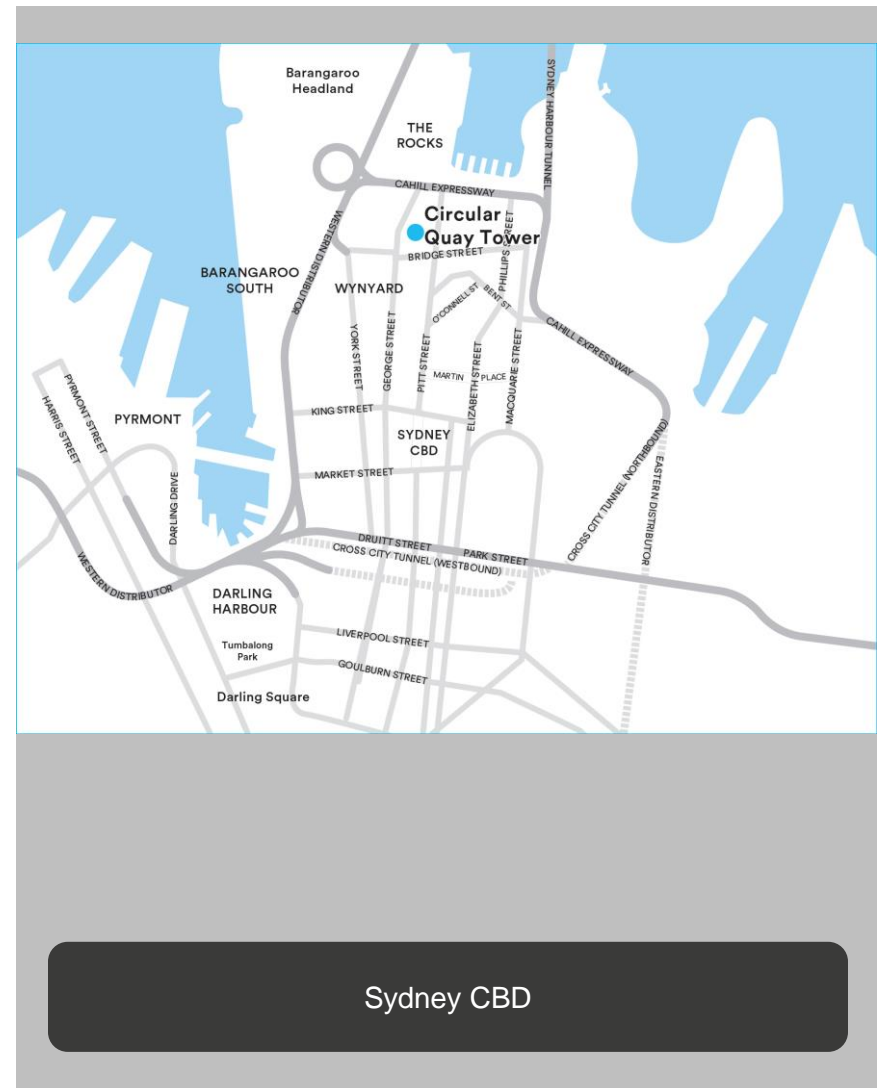 Barangaroo
Headland
SYDNEY HARBOUR TUNNEL
THE
ROCKS
CAHILL EXPRESSWAY
Circular
Quay Tower
WESTERN DISTRIBUTOR
PHILLIPS STREET
BRIDGE STREET
BARANGAROO
SOUTH
WYNYARD
O'CONNELL ST
BENT ST
CAHILL EXPRESSWAY
YORK STREET
GEORGE STREET
PITT STREET
ELIZABETH STREET
MACQUARIE STREET
MARTIN PLACE
PYRMONT STREET
HARRIS STREET
PYRMONT
KING STREET
SYDNEY
CBD
MARKET STREET
DARLING DRIVE
CROSS CITY TUNNEL (NORTHBOUND)
EASTERN DISTRIBUTOR
DRUITT STREET
PARK STREET
CROSS CITY TUNNEL (WESTBOUND)
WESTERN DISTRIBUTOR
DARLING
HARBOUR
LIVERPOOL STREET
Tumbalong
Park
GOULBURN STREET
Darling Square
Sydney CBD